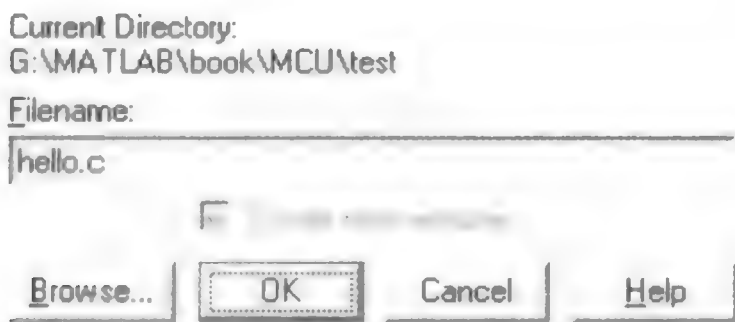 Current Directory:
G:\MATLAB\book\MCU\test
Filename:
hello.c
Browse... OK Cancel Help